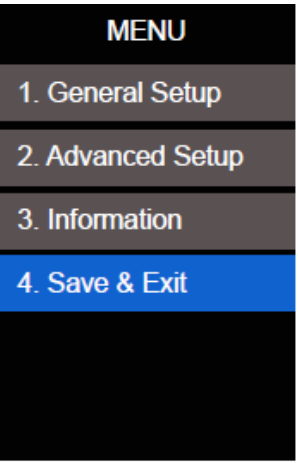 MENU
1. General Setup
2. Advanced Setup
3. Information
4. Save & Exit